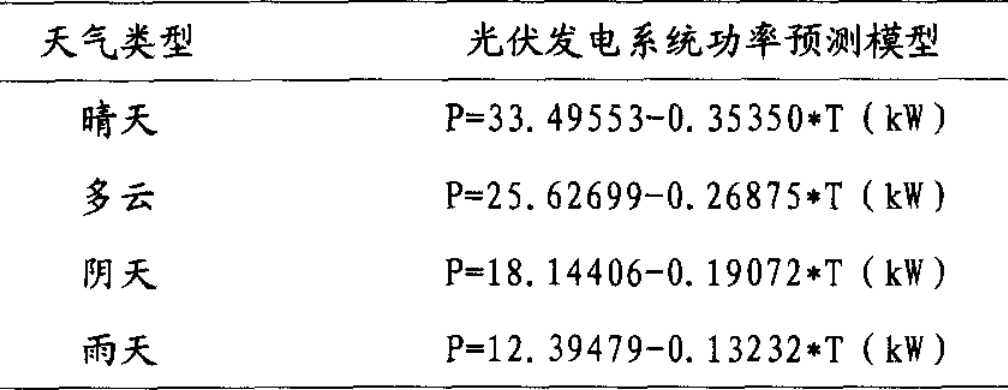 天气类型 光伏发电系统功率预测模型
晴天 P=33.49553-0.35350*T(kW)
多云 P=25.62699-0.26875*T(kW)
阴天 P=18.14406-0.19072*T(kW)
雨天 P=12.39479-0.13232*T(kW)